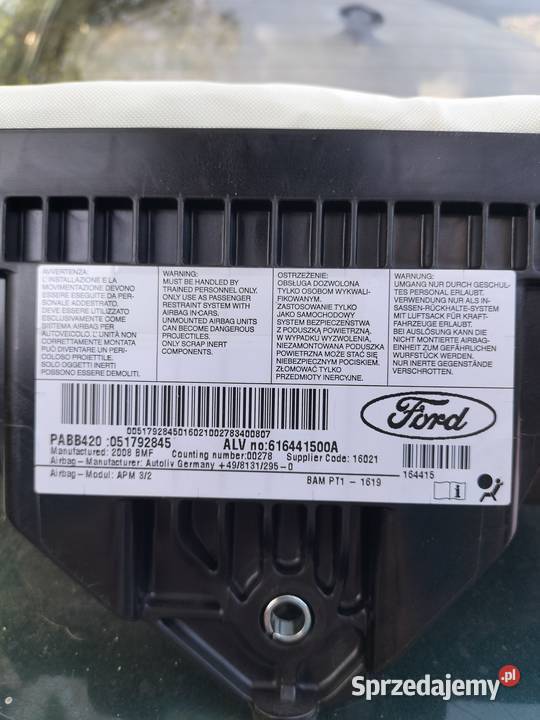 AVVERTENZA:
L'INSTALLAZIONE E LA
MOVIMENTAZIONE DEVONO
ESSERE ESEGUITE DA PER-
SONALE ADDESTRATO.
DEVE ESSERE UTILIZZATO
ESCLUSIVAMENTE COME
SISTEMA AIRBAG PER
AUTOVEICOLO. L'UNITÀ NON
CORRETTAMENTE MONTATA
PUÒ DIVENTARE UN PERI-
COLOSO PROIETTILE.
SOLO OGGETTI INERTI
POSSONO ESSERE DEMOLITI.
WARNING:
MUST BE HANDLED BY
TRAINED PERSONNEL ONLY.
ONLY USE AS PASSENGER
RESTRAINT SYSTEM WITH
AIRBAG IN-CARS.
UNMOUNTED AIRBAG UNITS
CAN BECOME DANGEROUS
PROJECTILES.
ONLY SCRAP INERT
COMPONENTS.
OSTRZEŻENIE:
OBSŁUGA DOZWOLONA
TYLKO OSOBOM WYKWALI-
FIKOWANYM.
ZASTOSOWANIE TYLKO
JAKO SAMOCHODOWY
SYSTEM BEZPIECZEŃSTWA
Z PODUSZKĄ POWIETRZNĄ.
W WYPADKU WYZWOLENIA,
NIEZAMONTOWANA PODUSZKA
POWIETRZNA MOŻE STAĆ SIĘ
NIEBEZPIECZNYM POCISKIEM.
ZŁOMOWAĆ TYLKO
PRZEDMIOTY INERCYJNE.
WARNUNG:
UMGANG NUR DURCH GESCHUL-
TES PERSONAL ERLAUBT.
VERWENDUNG NUR ALS IN-
SASSEN-RÜCKHALTE-SYSTEM
MIT LUFTSACK FÜR KRAFT-
FAHRZEUGE ERLAUBT.
BEI AUSLÖSUNG KANN DIE
NICHT MONTIERTE AIRBAG-
EINHEIT ZUM GEFÄHRLICHEN
WURFSTÜCK WERDEN.
NUR INERTE GEGENSTÄNDE
VERSCHROTTEN.
00517928450160210027834008​07
Ford
PABB420 :051792845
ALV no:616441500A
Manufactured: 2008 BMF
Counting number:00278
Supplier Code: 16021
Airbag-Manufacturer: Autoliv Germany +49/8131/295-0
164415
Airbag-Modul: APM 3/2
BAM PT1 - 1619
i
Sprzedajemy.pl